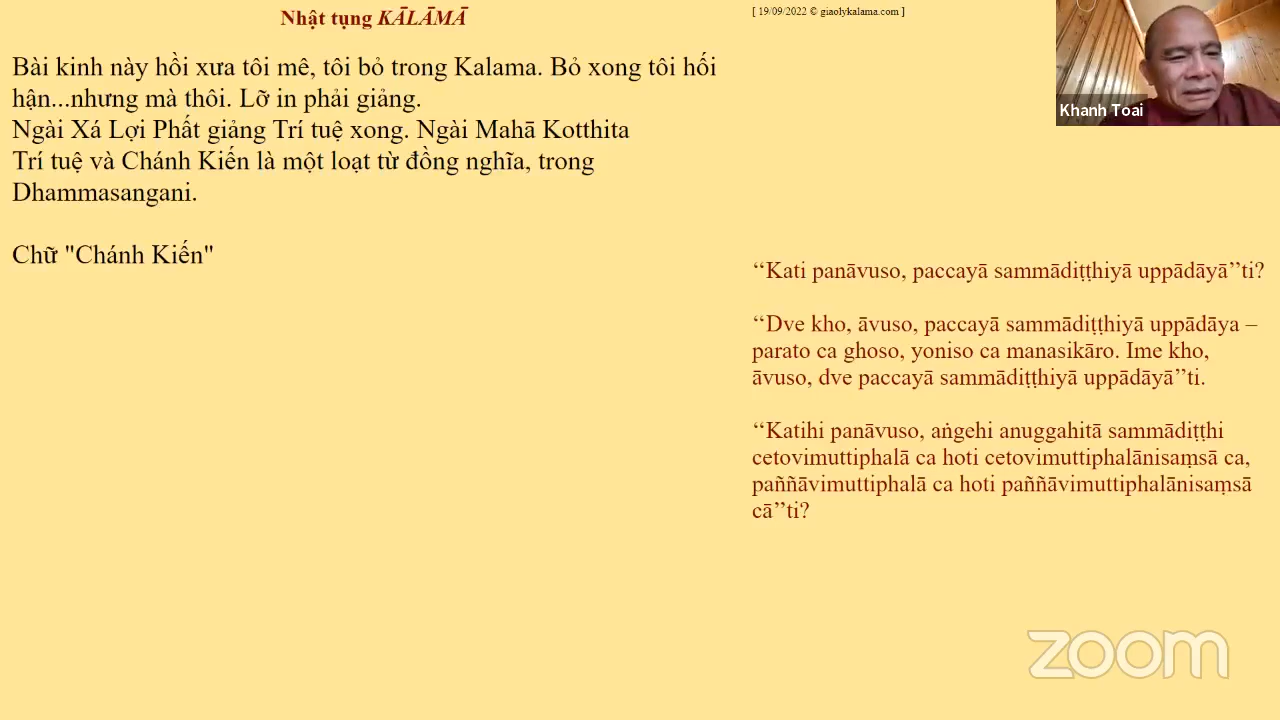 Nhật tụng KĀLĀMĀ
[ 19/09/2022 © giaolykalama.com ]
Khanh Toai
Bài kinh này hồi xưa tôi mê, tôi bỏ trong Kalama. Bỏ xong tôi hối
hận...nhưng mà thôi. Lỡ in phải giảng.
Ngài Xá Lợi Phất giảng Trí tuệ xong. Ngài Mahā Kotthita
Trí tuệ và Chánh Kiến là một loạt từ đồng nghĩa, trong
Dhammasangani.
Chữ "Chánh Kiến"
‘‘Kati panāvuso, paccayā sammādiṭṭhiyā uppādāyā’’ti?
‘‘Dve kho, āvuso, paccayā sammādiṭṭhiyā uppādāya –
parato ca ghoso, yoniso ca manasikāro. Ime kho,
āvuso, dve paccayā sammādiṭṭhiyā uppādāyā’’ti.
‘‘Katihi panāvuso, aṅgehi anuggahitā sammādiṭṭhi
cetovimuttiphalā ca hoti cetovimuttiphalānisaṃsā ca,
paññāvimuttiphalā ca hoti paññāvimuttiphalānisaṃsā
cā’’ti?
zoom